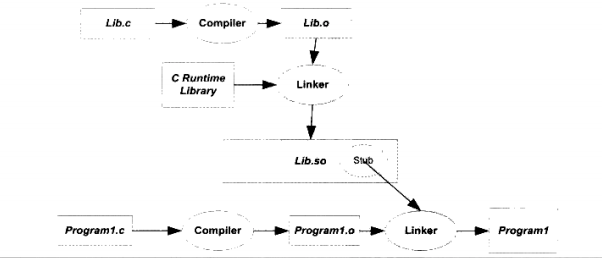 Lib.c
Compiler
Lib.o
C Runtime
Library
Linker
Lib.so
Stub
Program1.c
Compiler
Program1.o
Linker
Program1